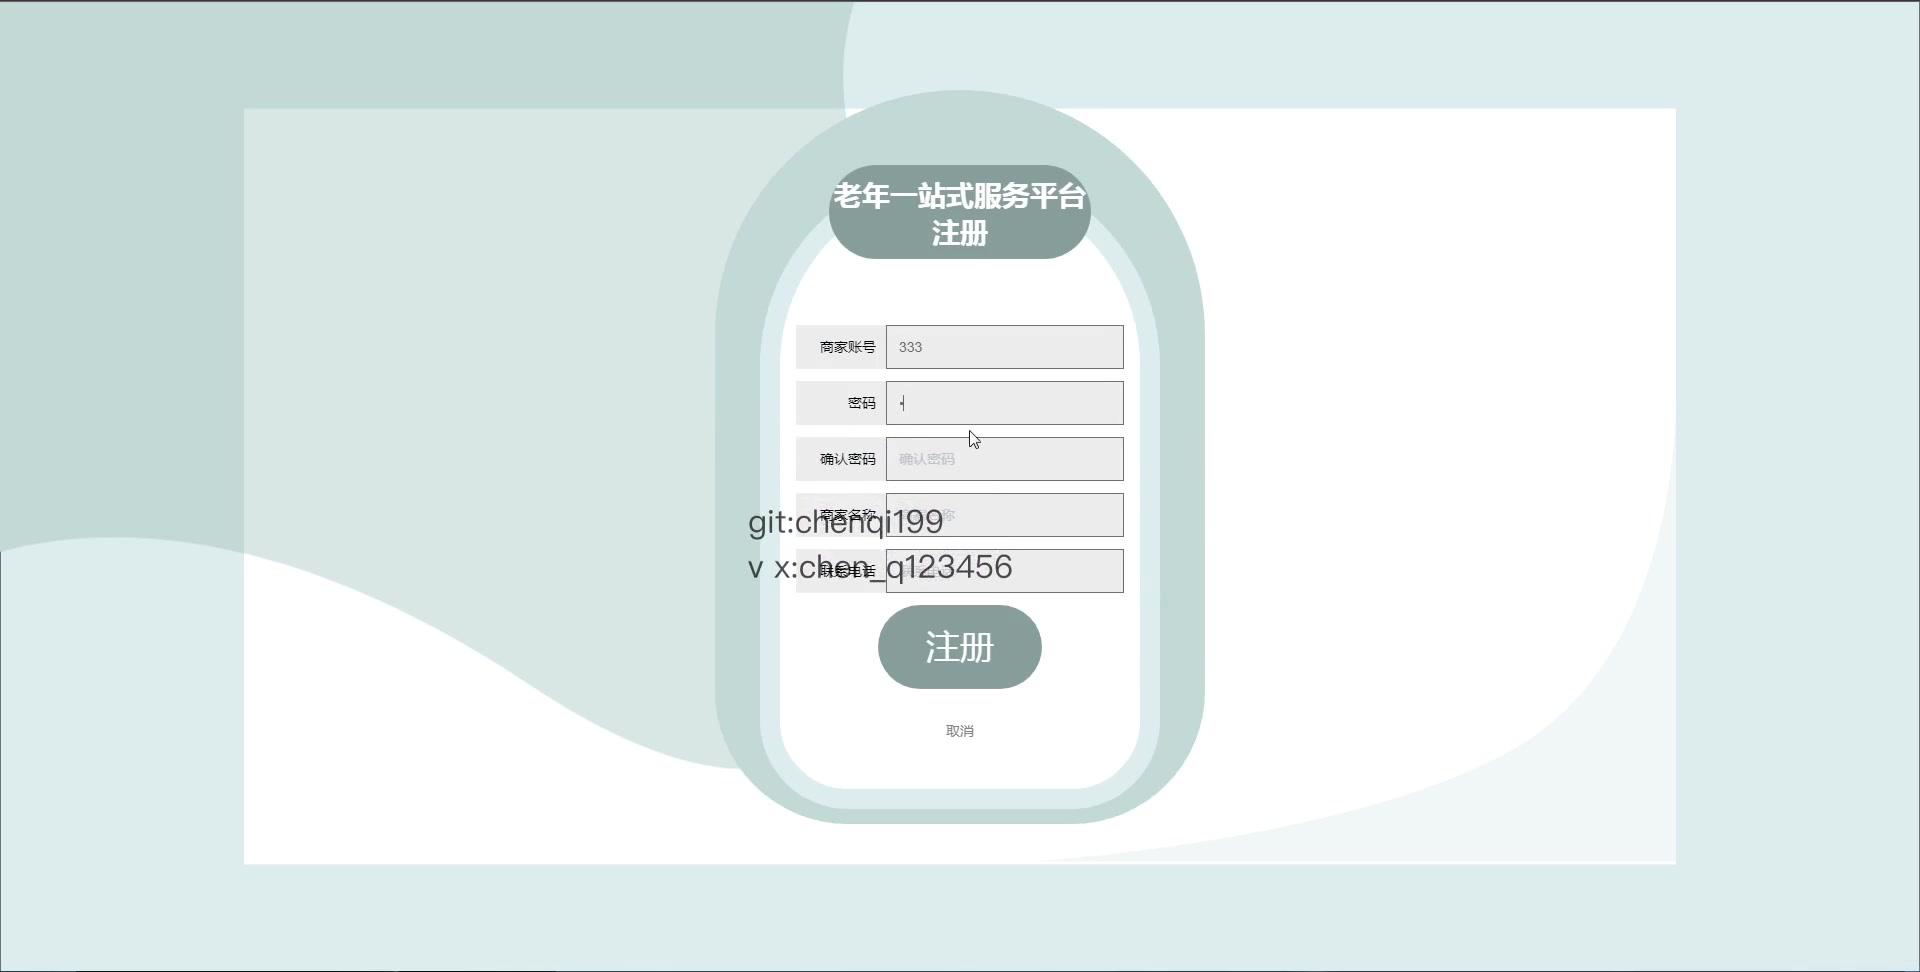 老年一站式服务平台
注册
商家账号
333
密码
确认密码
确认密码
商家名称
git:chenqi199
联系电话
v x:chen_q123456
注册
取消